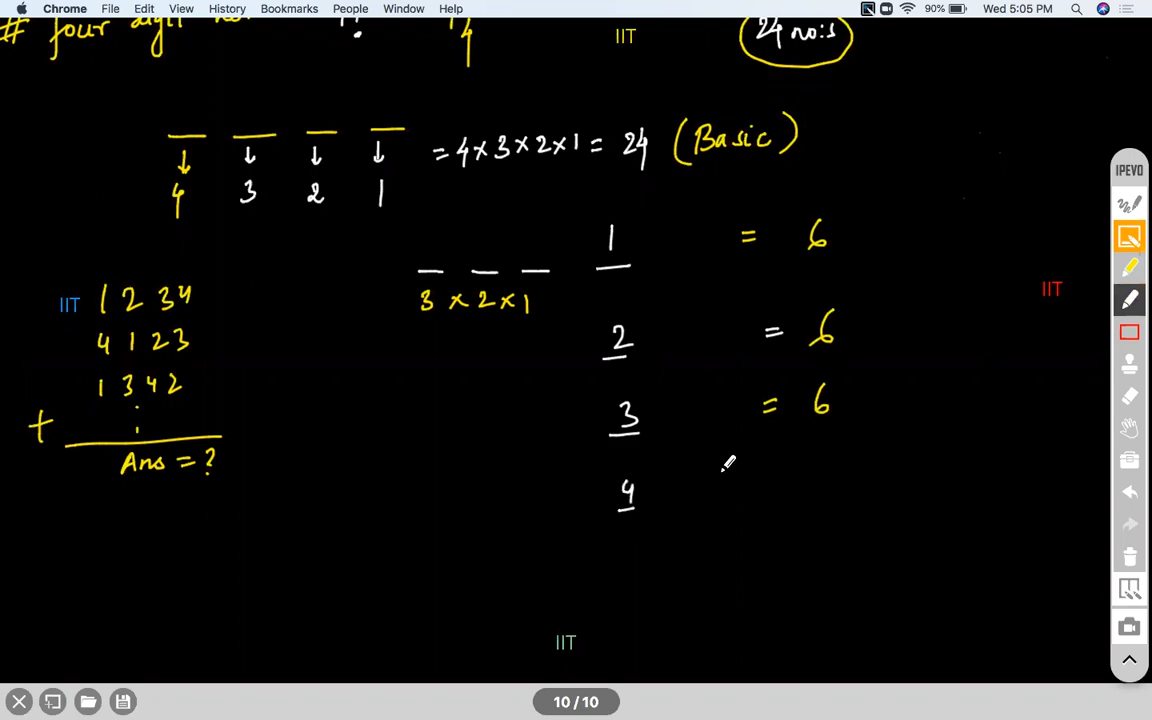 Chrome File Edit View History Bookmarks People Window Help 90% Wed 5:05 PM
# four digit
4
IIT
24 no:s
= 4 × 3 × 2 × 1 = 24 (Basic)
4 3 2 1
1 = 6
3 × 2 × 1
IIT
1 2 3 4
4 1 2 3
1 3 4 2
+
Ans = ?
2 = 6
3 = 6
4
IIT
IIT
IPEVO
10 / 10